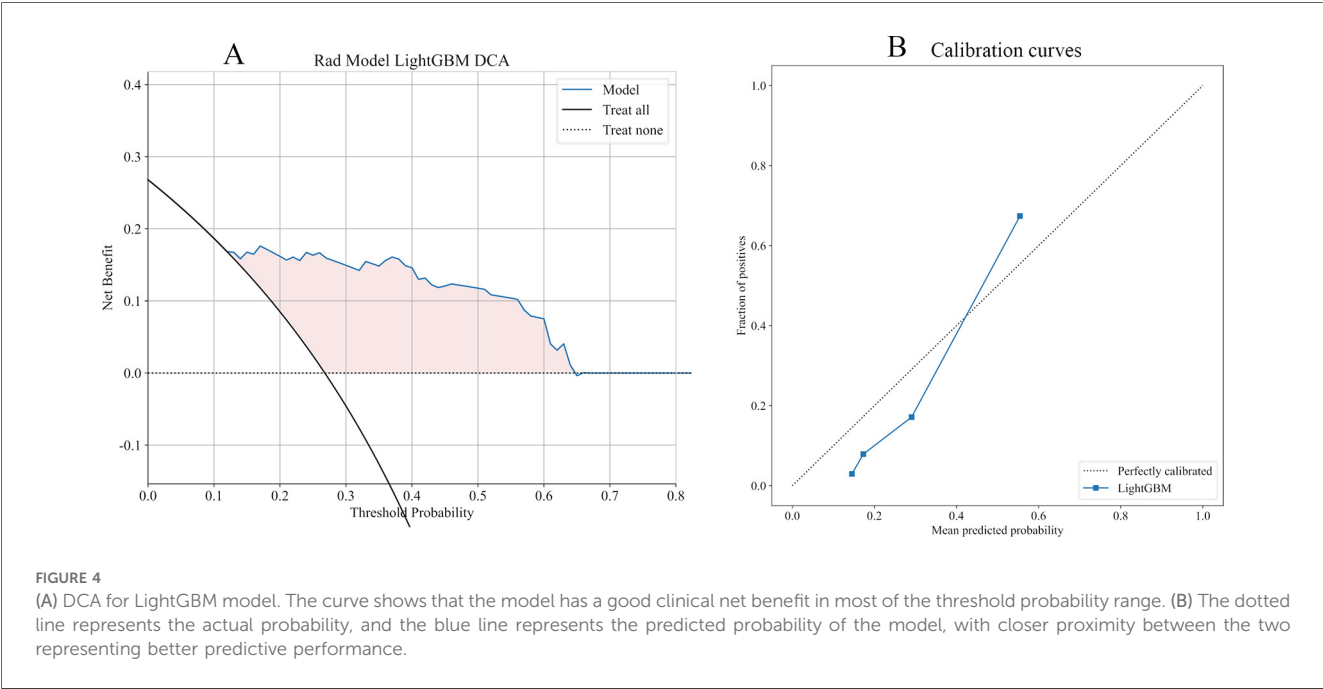 A
Rad Model LightGBM DCA
Model
Treat all
Treat none
Net Benefit
0.4
0.3
0.2
0.1
0.0
-0.1
0.0 0.1 0.2 0.3 0.4 0.5 0.6 0.7 0.8
Threshold Probability
B
Calibration curves
Fraction of positives
1.0
0.8
0.6
0.4
0.2
0.0
Perfectly calibrated
LightGBM
0.0 0.2 0.4 0.6 0.8 1.0
Mean predicted probability
FIGURE 4
(A) DCA for LightGBM model. The curve shows that the model has a good clinical net benefit in most of the threshold probability range. (B) The dotted
line represents the actual probability, and the blue line represents the predicted probability of the model, with closer proximity between the two
representing better predictive performance.